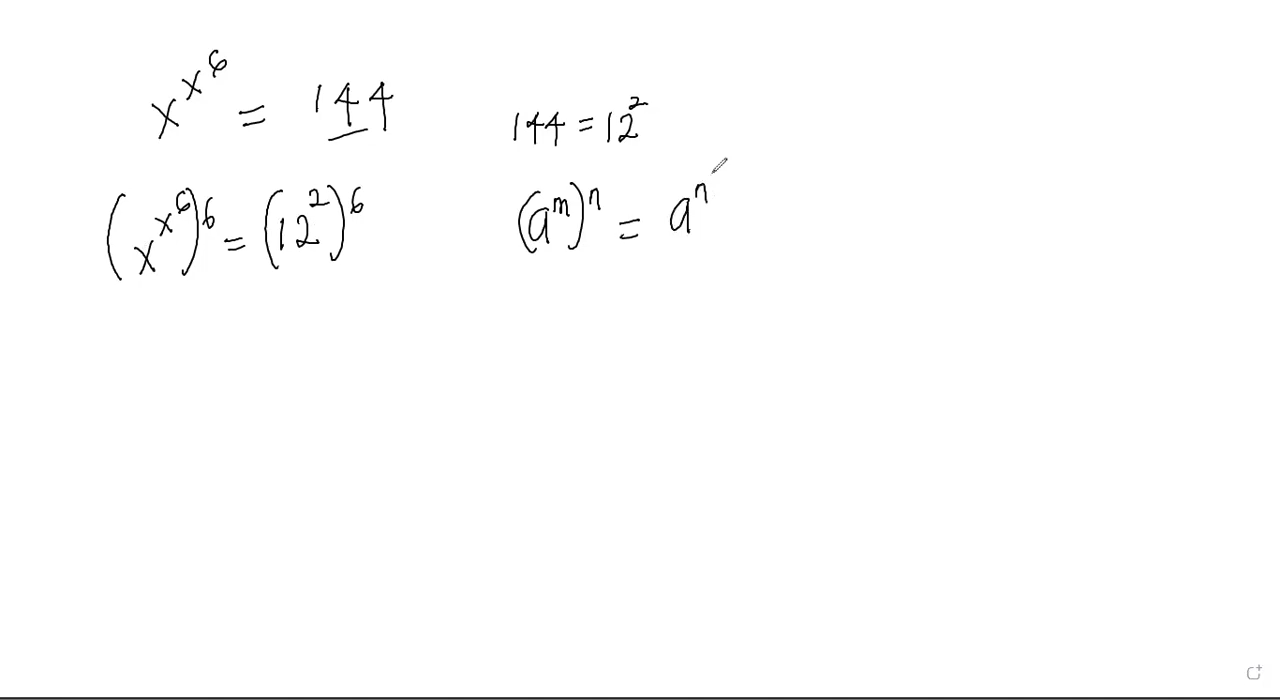 x^{x^6} = 144
144 = 12^2
(x^{x^6})^6 = (12^2)^6
(a^m)^n = a^n